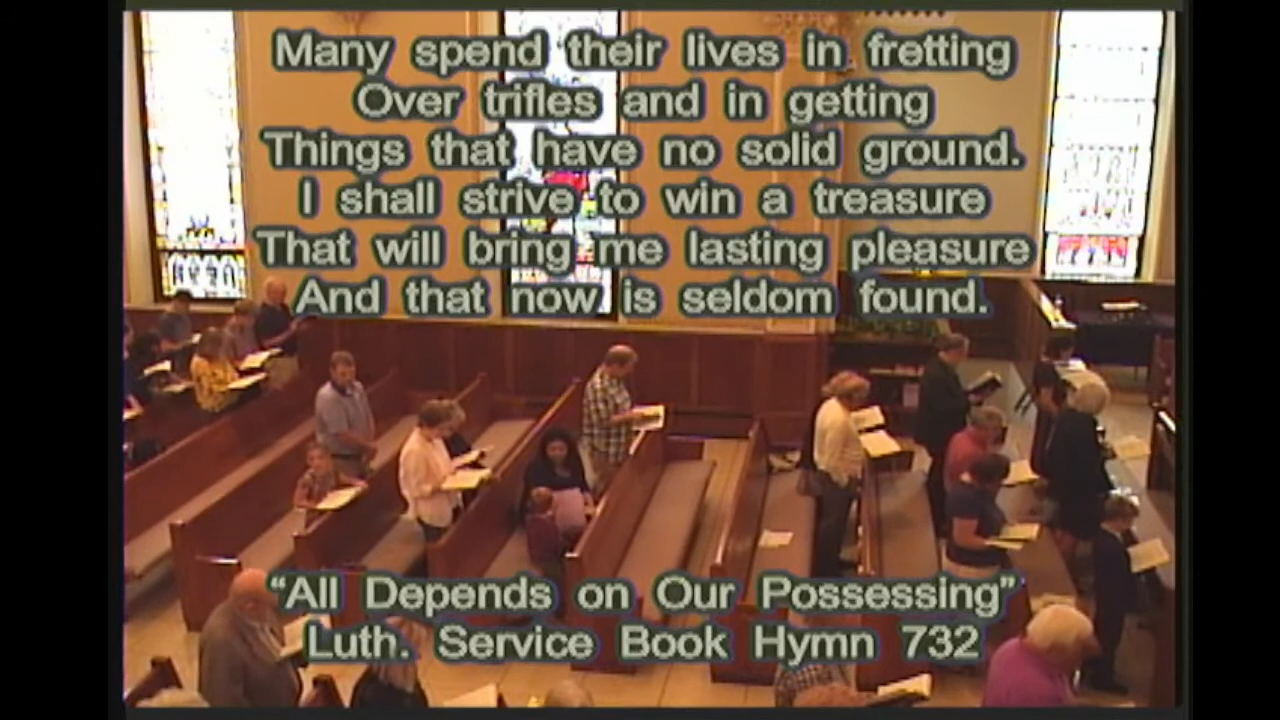 Many spend their lives in fretting
Over trifles and in getting
Things that have no solid ground.
I shall strive to win a treasure
That will bring me lasting pleasure
And that now is seldom found.
“All Depends on Our Possessing”
Luth. Service Book Hymn 732